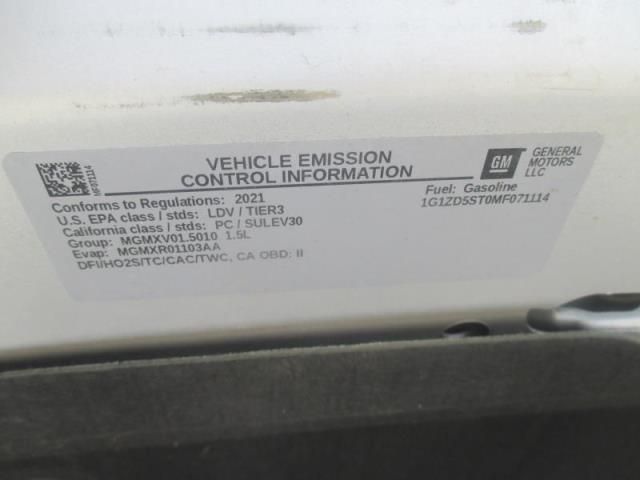 MF071114
VEHICLE EMISSION
CONTROL INFORMATION
GM
GENERAL
MOTORS
LLC
Conforms to Regulations: 2021
U.S. EPA class / stds: LDV / TIER3
California class / stds: PC / SULEV30
Group: MGMXV01.5010 1.5L
Evap: MGMXR01103AA
DFI/HO2S/TC/CAC/TWC, CA OBD: II
Fuel: Gasoline
1G1ZD5ST0MF071114